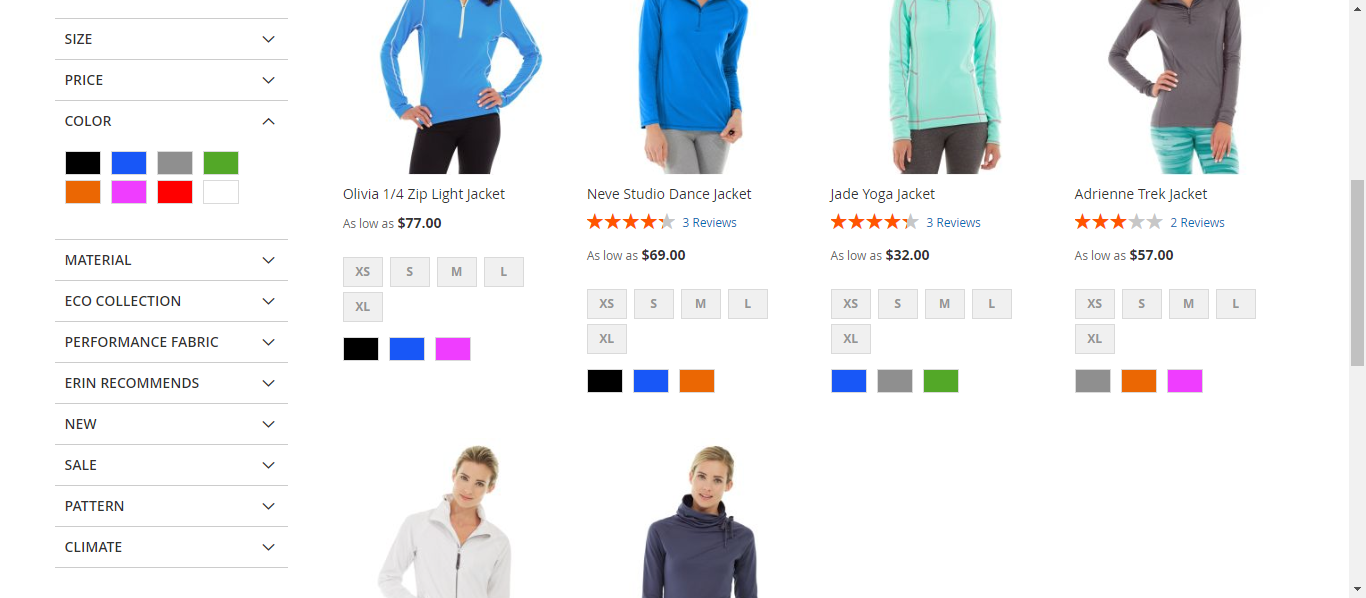 SIZE
PRICE
COLOR
MATERIAL
ECO COLLECTION
PERFORMANCE FABRIC
ERIN RECOMMENDS
NEW
SALE
PATTERN
CLIMATE
Olivia 1/4 Zip Light Jacket
As low as $77.00
XS S M L
XL
Neve Studio Dance Jacket
3 Reviews
As low as $69.00
XS S M L
XL
Jade Yoga Jacket
3 Reviews
As low as $32.00
XS S M L
XL
Adrienne Trek Jacket
2 Reviews
As low as $57.00
XS S M L
XL